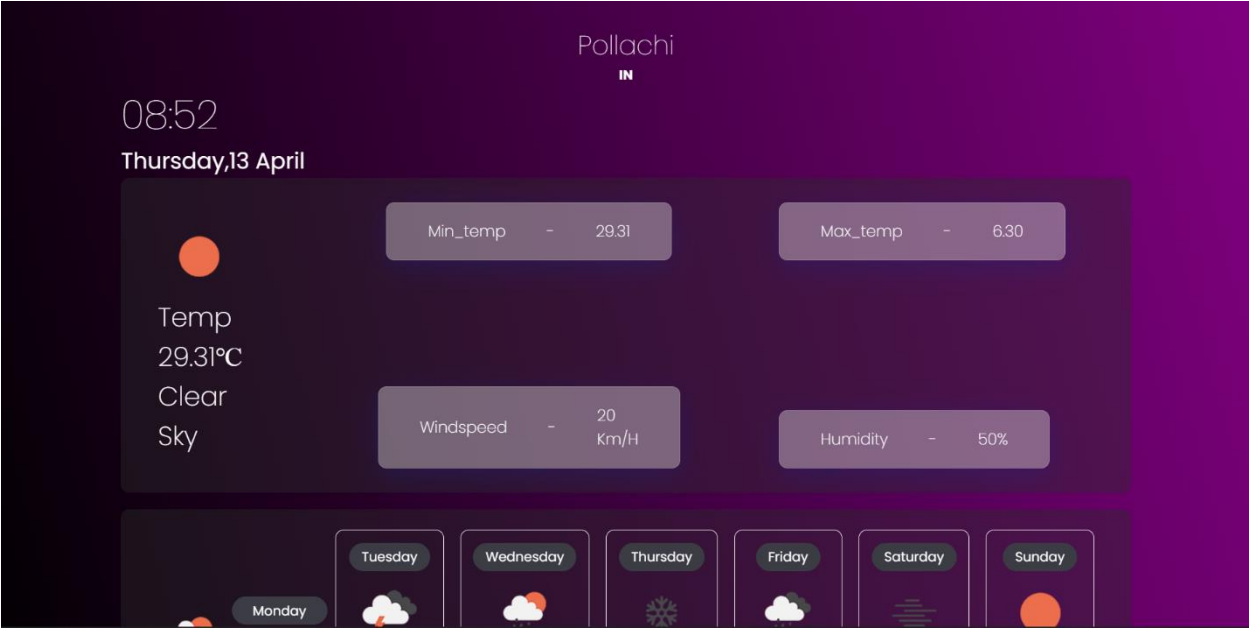 Pollachi
IN
08:52
Thursday,13 April
Min_temp - 29.31
Max_temp - 6.30
Temp
29.31°C
Clear
Sky
Windspeed - 20
Km/H
Humidity - 50%
Monday
Tuesday
Wednesday
Thursday
Friday
Saturday
Sunday